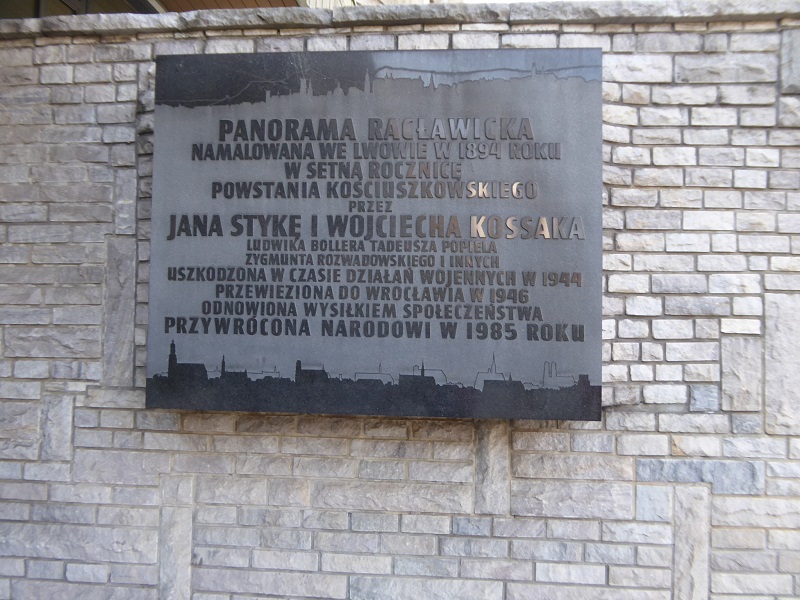 PANORAMA RACŁAWICKA
NAMALOWANA WE LWOWIE W 1894 ROKU
W SETNĄ ROCZNICĘ
POWSTANIA KOŚCIUSZKOWSKIEGO
PRZEZ
JANA STYKĘ I WOJCIECHA KOSSAKA
LUDWIKA BOLLERA TADEUSZA POPIELA
ZYGMUNTA ROZWADOWSKIEGO I INNYCH
USZKODZONA W CZASIE DZIAŁAŃ WOJENNYCH W 1944
PRZEWIEZIONA DO WROCŁAWIA W 1946
ODNOWIONA WYSIŁKIEM SPOŁECZEŃSTWA
PRZYWRÓCONA NARODOWI W 1985 ROKU